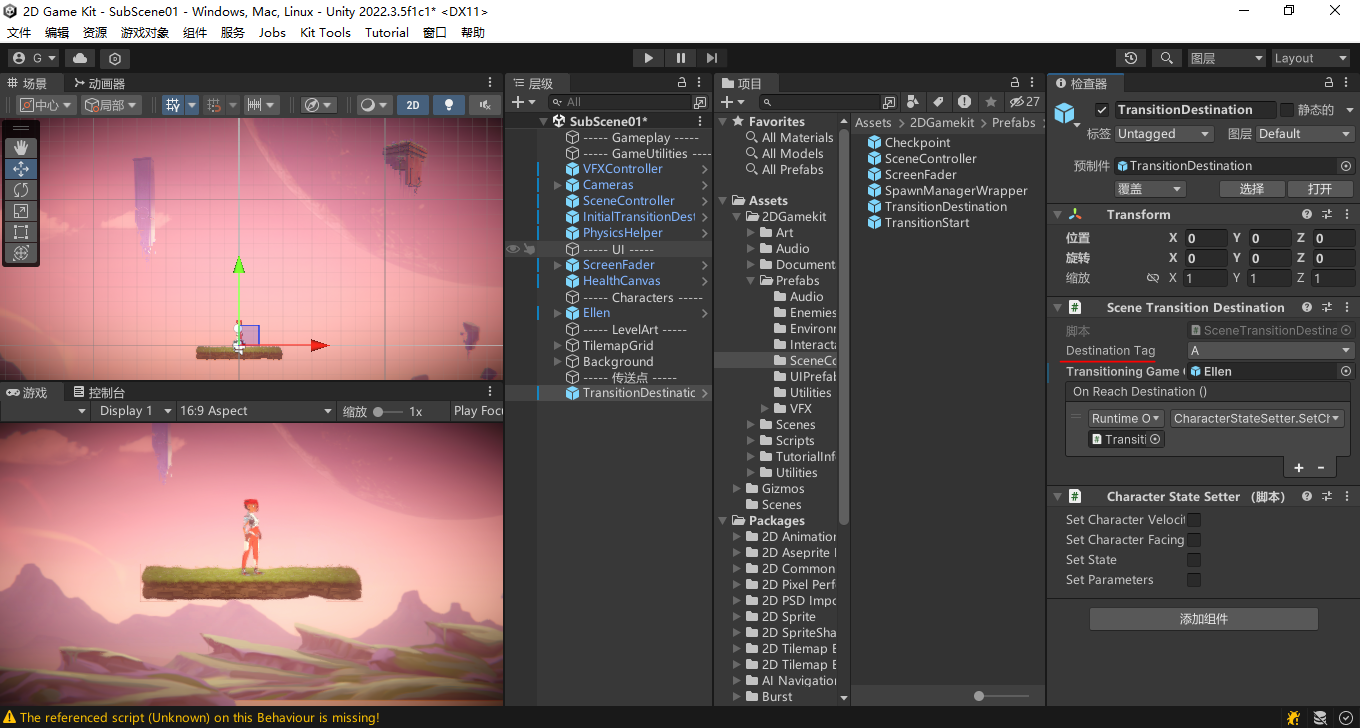 2D Game Kit - SubScene01 - Windows, Mac, Linux - Unity 2022.3.5f1c1* <DX11>
文件 编辑 资源 游戏对象 组件 服务 Jobs Kit Tools Tutorial 窗口 帮助
G
图层 Layout
场景 动画器
中心 局部 2D
游戏 控制台
Display 1 16:9 Aspect 缩放 1x Play Focu
层级
All
SubScene01*
----- Gameplay -----
----- GameUtilities ----
VFXController
Cameras
SceneController
InitialTransitionDest
PhysicsHelper
----- UI -----
ScreenFader
HealthCanvas
----- Characters -----
Ellen
----- LevelArt -----
TilemapGrid
Background
----- 传送点 -----
TransitionDestinatic
项目
27
Favorites
All Materials
All Models
All Prefabs
Assets
2DGamekit
Art
Audio
Documenta
Prefabs
Audio
Enemies
Environr
Interacta
SceneCo
UIPrefab
Utilities
VFX
Scenes
Scripts
TutorialInfo
Utilities
Gizmos
Scenes
Packages
2D Animation
2D Aseprite I
2D Common
2D Pixel Perf
2D PSD Impo
2D Sprite
2D SpriteSha
2D Tilemap E
2D Tilemap E
AI Navigation
Burst
Assets > 2DGamekit > Prefabs
Checkpoint
SceneController
ScreenFader
SpawnManagerWrapper
TransitionDestination
TransitionStart
检查器
TransitionDestination 静态的
标签 Untagged 图层 Default
预制件 TransitionDestination
覆盖 选择 打开
Transform
位置 X 0 Y 0 Z 0
旋转 X 0 Y 0 Z 0
缩放 X 1 Y 1 Z 1
Scene Transition Destination
脚本 SceneTransitionDestina
Destination Tag A
Transitioning Game Ellen
On Reach Destination ()
Runtime O CharacterStateSetter.SetCh
Transiti
+ -
Character State Setter （脚本）
Set Character Velocit
Set Character Facing
Set State
Set Parameters
添加组件
The referenced script (Unknown) on this Behaviour is missing!